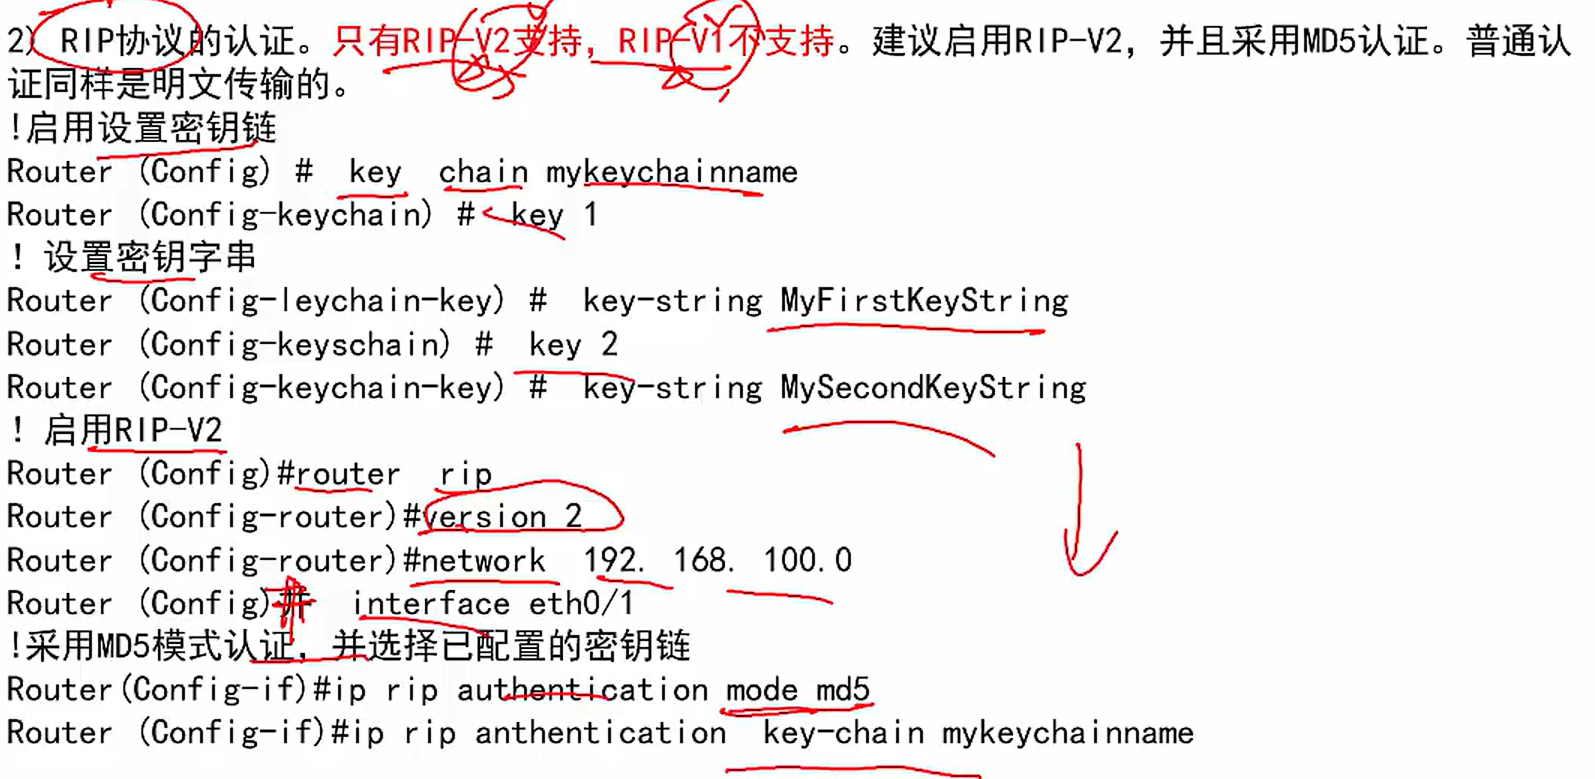 2) RIP协议的认证。只有RIP-V2支持，RIP-V1不支持。建议启用RIP-V2，并且采用MD5认证。普通认
证同样是明文传输的。
!启用设置密钥链
Router (Config) # key chain mykeychainname
Router (Config-keychain) # key 1
! 设置密钥字串
Router (Config-leychain-key) # key-string MyFirstKeyString
Router (Config-keyschain) # key 2
Router (Config-keychain-key) # key-string MySecondKeyString
! 启用RIP-V2
Router (Config)#router rip
Router (Config-router)#version 2
Router (Config-router)#network 192. 168. 100.0
Router (Config)# interface eth0/1
!采用MD5模式认证，并选择已配置的密钥链
Router(Config-if)#ip rip authentication mode md5
Router (Config-if)#ip rip anthentication key-chain mykeychainname